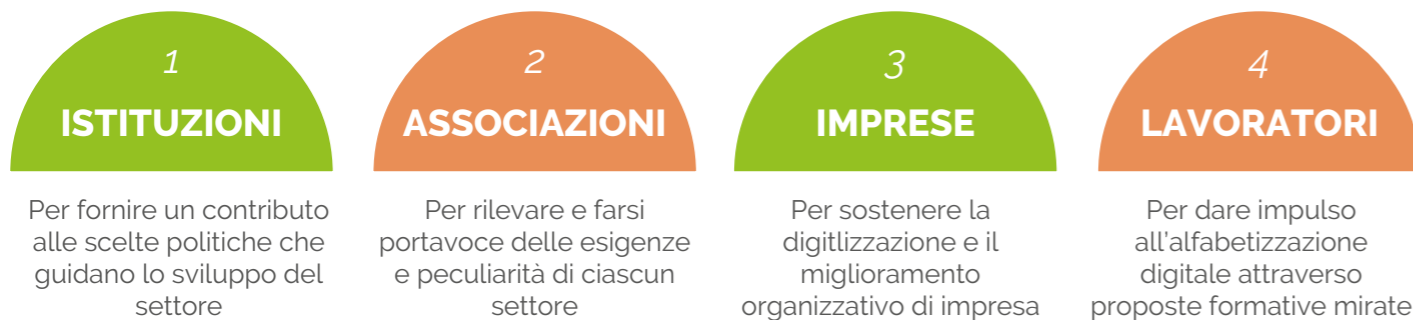 1
ISTITUZIONI
Per fornire un contributo
alle scelte politiche che
guidano lo sviluppo del
settore
2
ASSOCIAZIONI
Per rilevare e farsi
portavoce delle esigenze
e peculiarità di ciascun
settore
3
IMPRESE
Per sostenere la
digitlizzazione e il
miglioramento
organizzativo di impresa
4
LAVORATORI
Per dare impulso
all'alfabetizzazione
digitale attraverso
proposte formative mirate